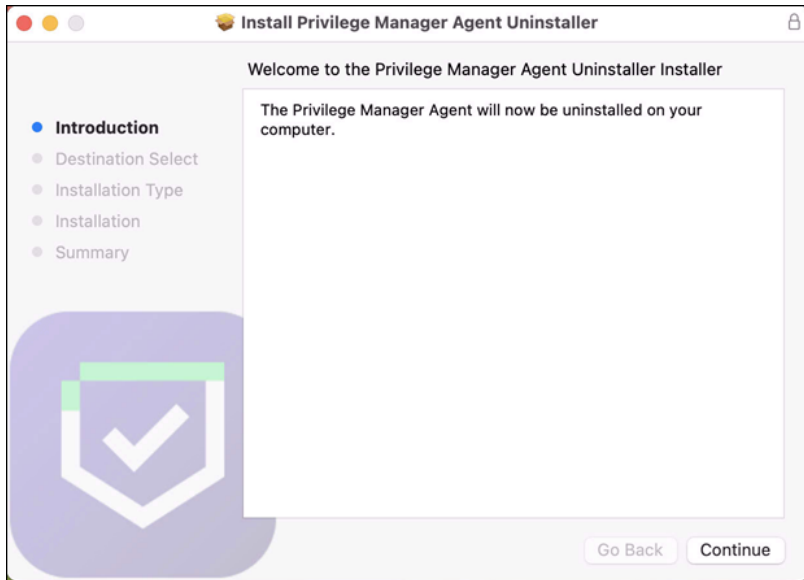 Install Privilege Manager Agent Uninstaller
Welcome to the Privilege Manager Agent Uninstaller Installer
Introduction
Destination Select
Installation Type
Installation
Summary
The Privilege Manager Agent will now be uninstalled on your
computer.
Go Back
Continue